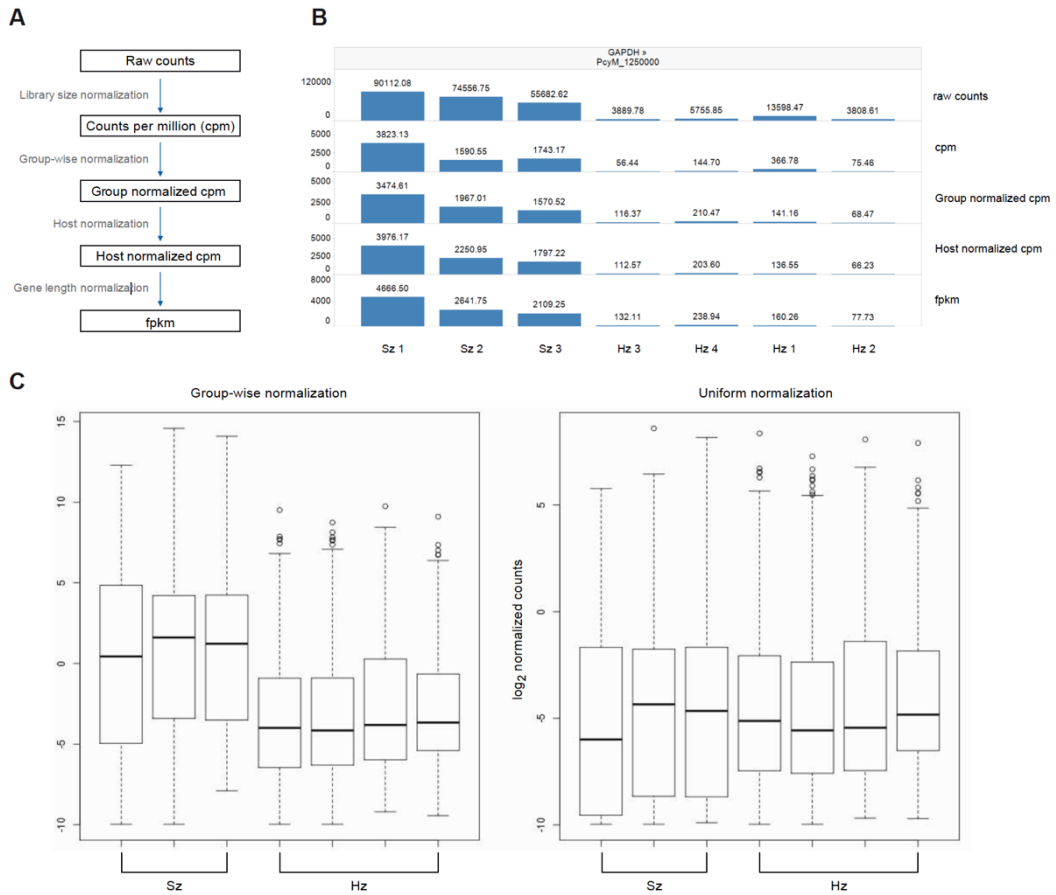 A
Raw counts
Library size normalization
Counts per million (cpm)
Group-wise normalization
Group normalized cpm
Host normalization
Host normalized cpm
Gene length normalization
fpkm
B
GAPDH »
PcyM_1250000
120000
0
90112.08 74556.75 55682.62 3889.78 5755.85 13598.47 3808.61
raw counts
5000
2500
0
3823.13 1590.55 1743.17 56.44 144.70 366.78 75.46
cpm
5000
2500
0
3474.61 1967.01 1570.52 116.37 210.47 141.16 68.47
Group normalized cpm
5000
2500
0
3976.17 2250.95 1797.22 112.57 203.60 136.55 66.23
Host normalized cpm
8000
4000
0
4666.50 2641.75 2109.25 132.11 238.94 160.26 77.73
fpkm
Sz 1 Sz 2 Sz 3 Hz 3 Hz 4 Hz 1 Hz 2
C
Group-wise normalization
15
10
5
0
-5
-10
Sz Hz
Uniform normalization
log2 normalized counts
5
0
-5
-10
Sz Hz